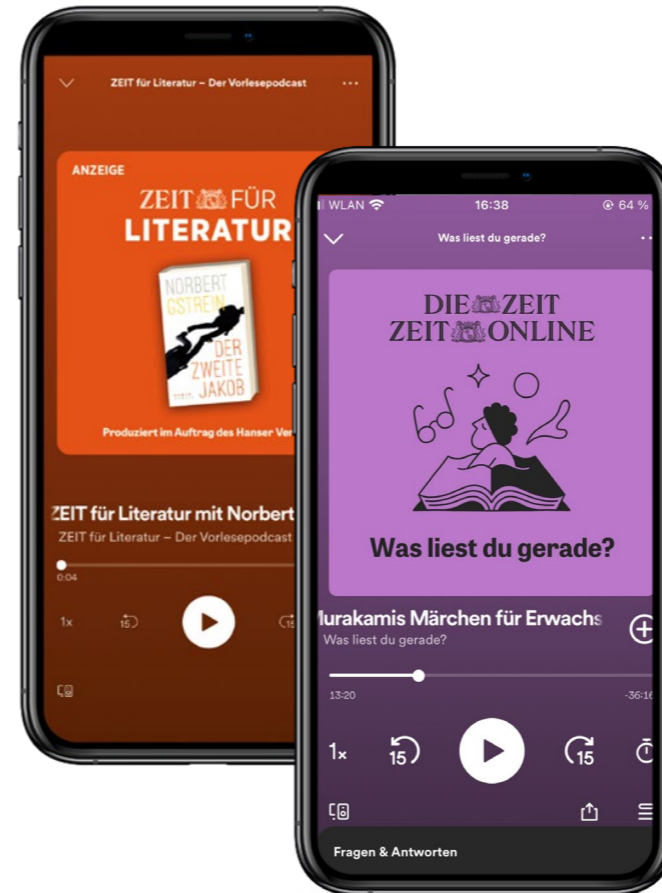 ZEIT für Literatur – Der Vorlesepodcast
ANZEIGE
ZEIT FÜR
LITERATUR
NORBERT
GSTREIN
DER
ZWEITE
JAKOB
Produziert im Auftrag des Hanser Ver
ZEIT für Literatur mit Norbert
ZEIT für Literatur – Der Vorlesepodcast
0:04
1x
15
15
WLAN
16:38
64 %
Was liest du gerade?
DIE ZEIT
ZEIT ONLINE
Was liest du gerade?
Murakamis Märchen für Erwachs
Was liest du gerade?
13:20
-36:16
1x
15
15
Fragen & Antworten